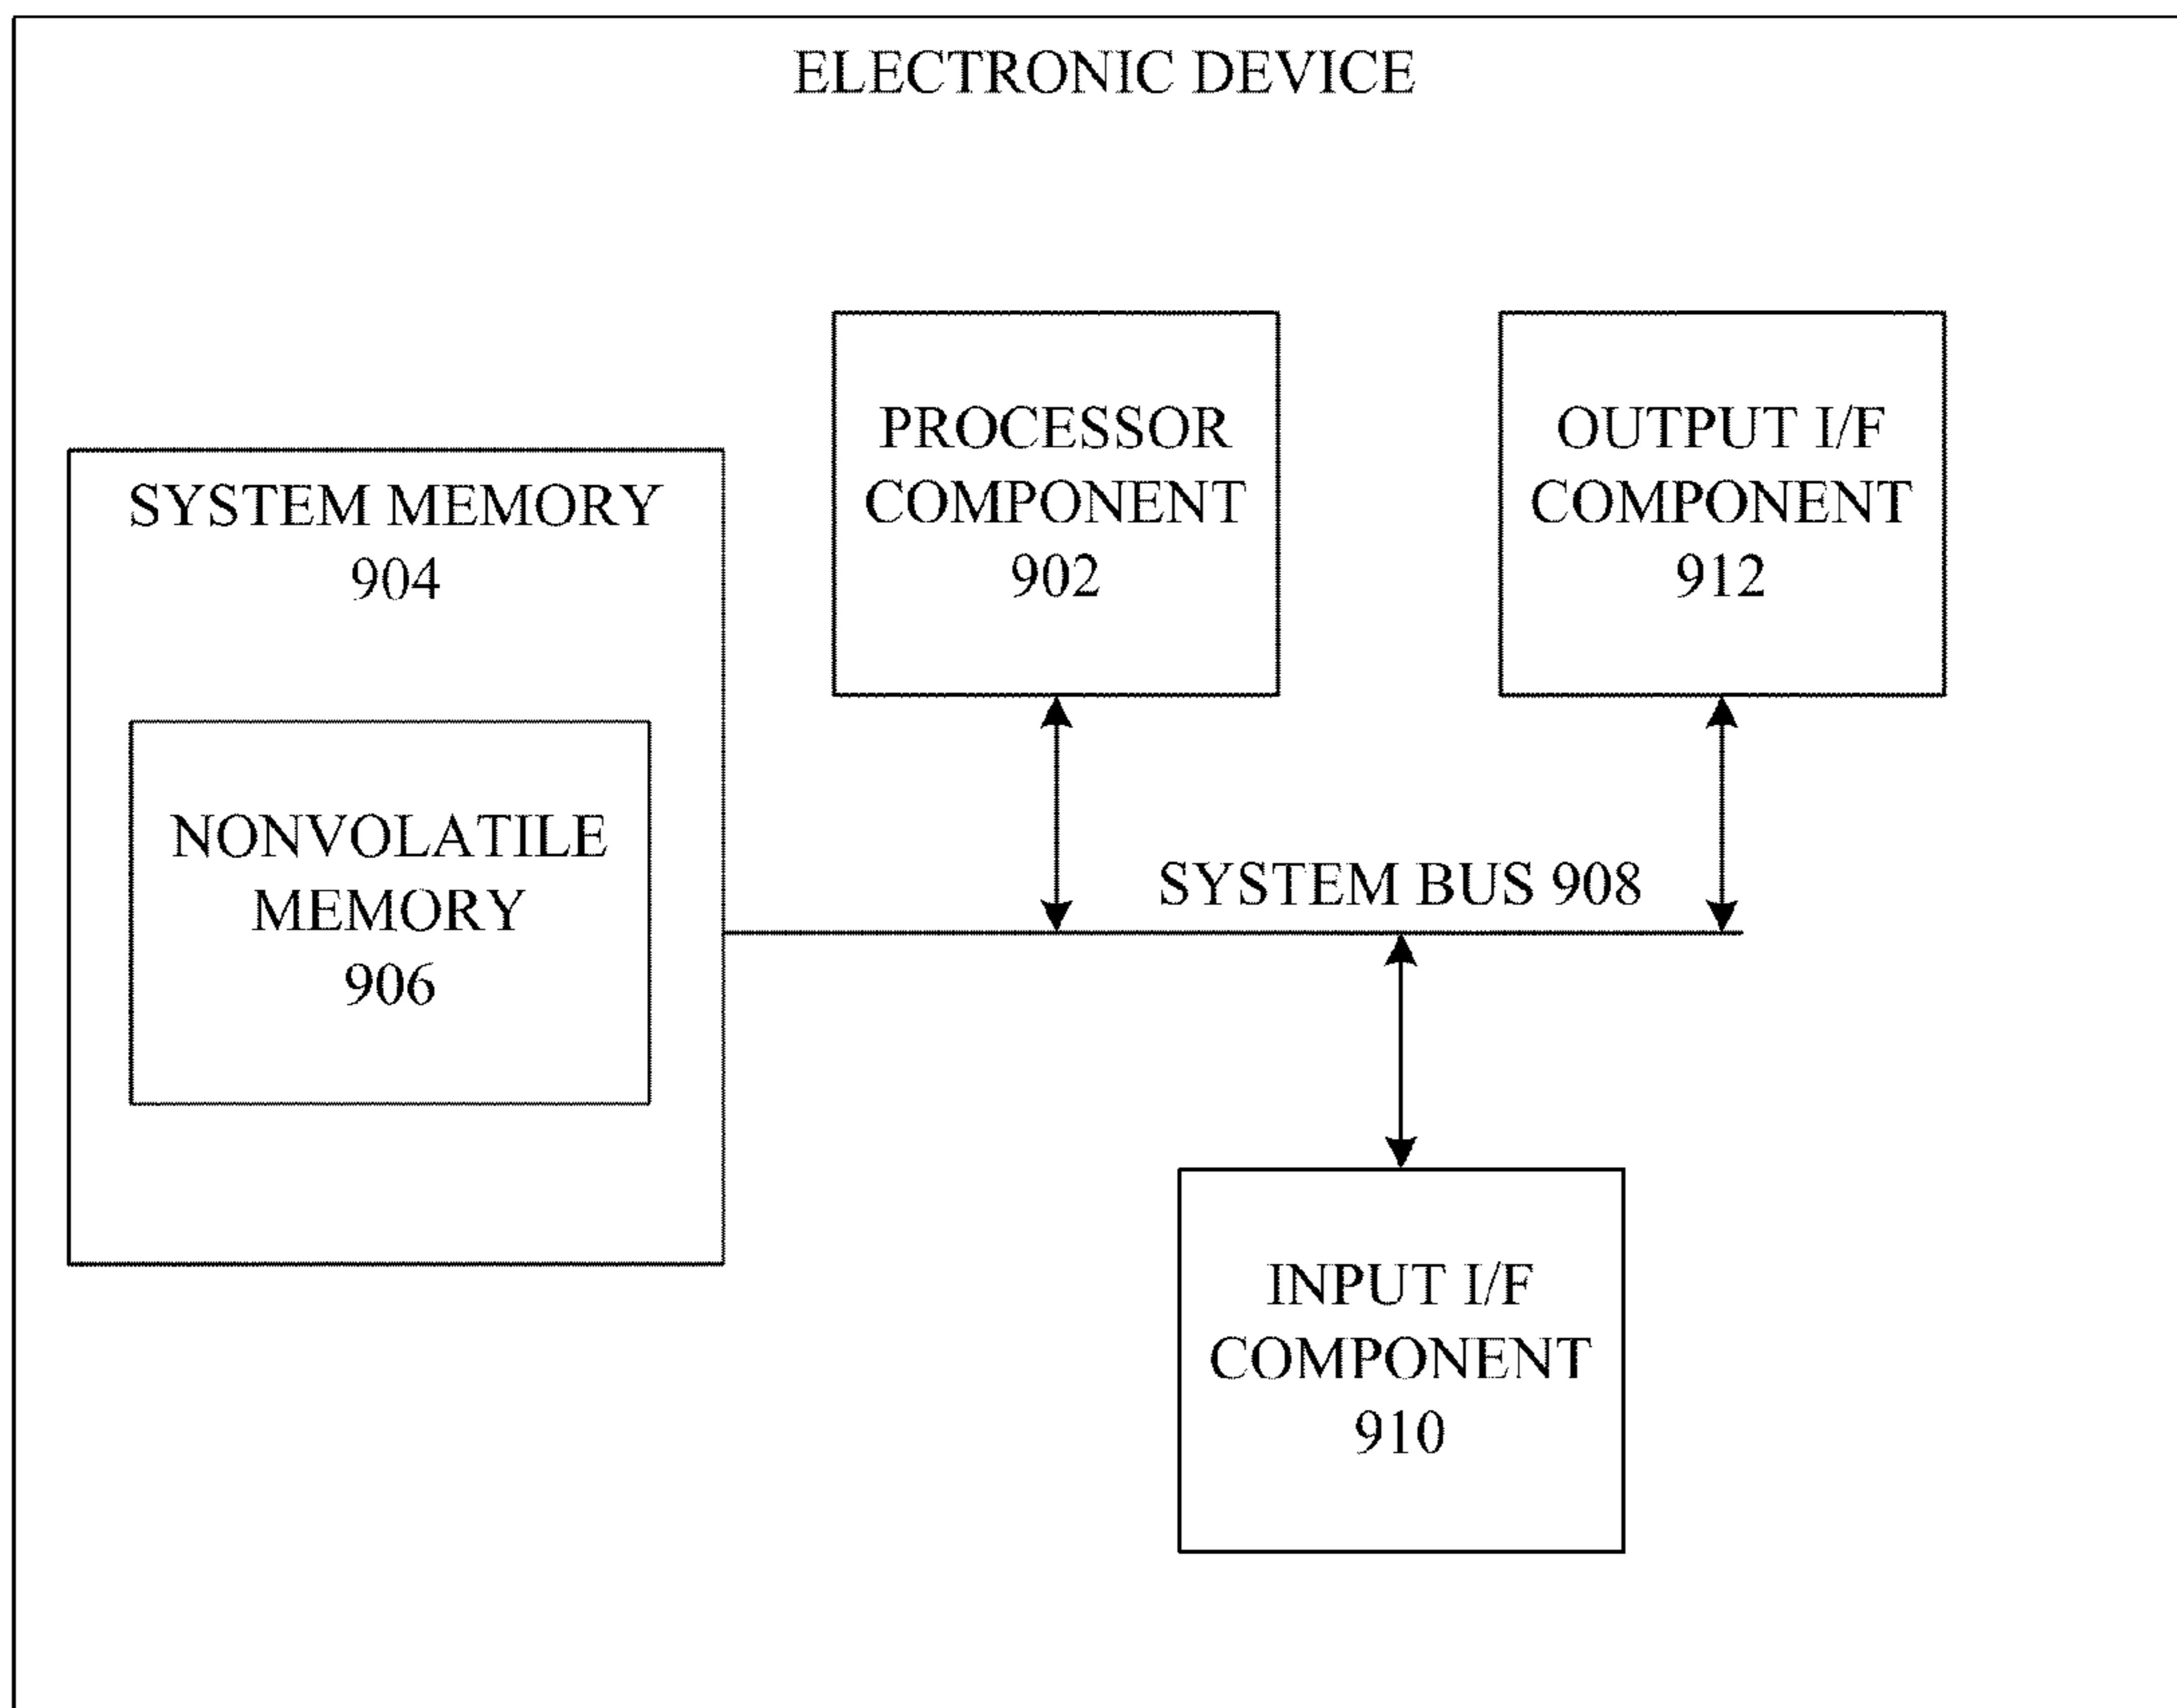 ELECTRONIC DEVICE
PROCESSOR
COMPONENT
902
OUTPUT I/F
COMPONENT
912
SYSTEM MEMORY
904
NONVOLATILE
MEMORY
906
SYSTEM BUS 908
INPUT I/F
COMPONENT
910